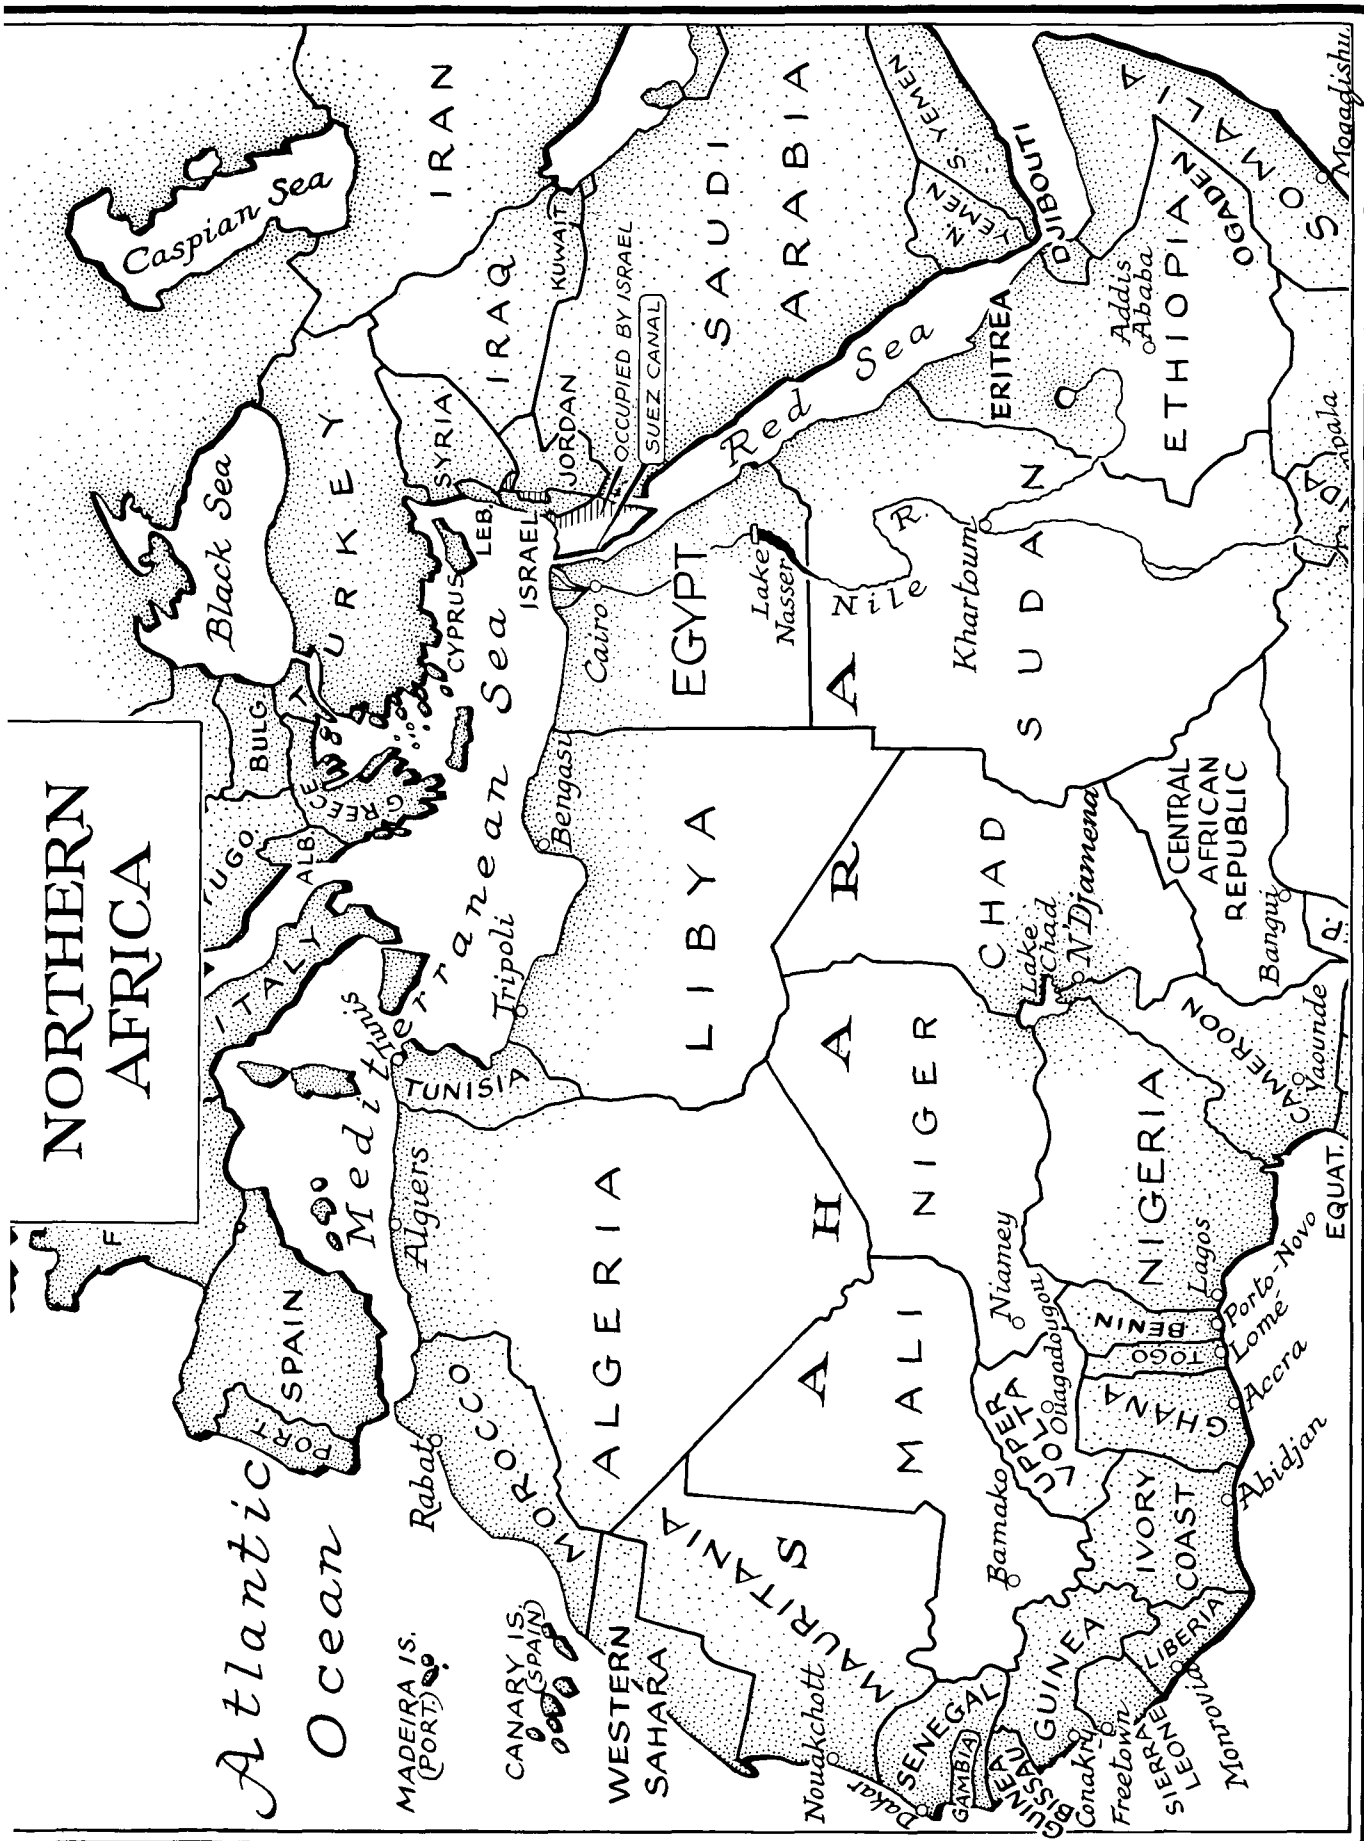 NORTHERN
AFRICA
Atlantic
Ocean
MADEIRA IS.
(PORT.)
CANARY IS.
(SPAIN)
WESTERN
SAHARA
PORT.
SPAIN
F
ITALY
YUGO.
ALB.
GREECE
BULG.
T
TURKEY
Black Sea
Caspian Sea
IRAN
IRAQ
KUWAIT
SYRIA
LEB.
CYPRUS
ISRAEL
JORDAN
OCCUPIED BY ISRAEL
SUEZ CANAL
SAUDI
ARABIA
N YEMEN
S YEMEN
Red Sea
Mediterranean Sea
Rabat
MOROCCO
Algiers
ALGERIA
Tunis
TUNISIA
Tripoli
LIBYA
Bengasi
Cairo
EGYPT
Lake
Nasser
Nile R.
SAHARA
Nouakchott
MAURITANIA
MALI
Bamako
NIGER
Niamey
CHAD
Lake
Chad
N'Djamena
SUDAN
Khartoum
ERITREA
Addis
Ababa
ETHIOPIA
OGADEN
DJIBOUTI
SOMALIA
Mogadishu
Dakar
SENEGAL
GAMBIA
GUINEA
BISSAU
GUINEA
Conakry
Freetown
SIERRA
LEONE
Monrovia
LIBERIA
IVORY
COAST
Abidjan
UPPER
VOLTA
Ouagadougou
GHANA
Accra
TOGO
Lomé
BENIN
Porto-Novo
Lagos
NIGERIA
CAMEROON
Yaounde
EQUAT.
CENTRAL
AFRICAN
REPUBLIC
Bangui
P.R.
NDA
mpala